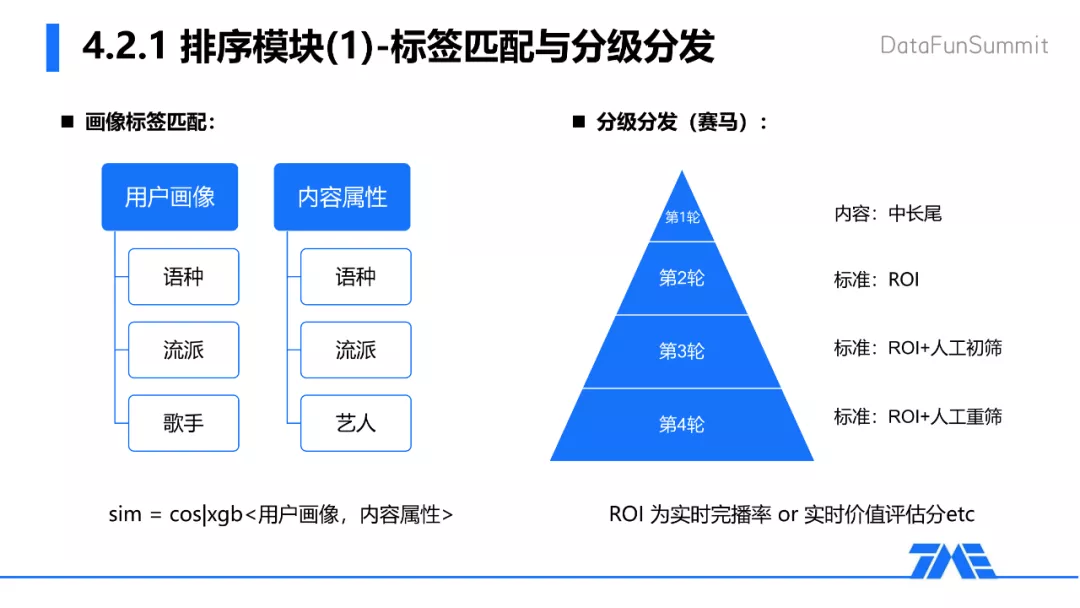 4.2.1 排序模块(1)-标签匹配与分级分发
DataFunSummit
画像标签匹配：
用户画像
语种
流派
歌手
内容属性
语种
流派
艺人
sim = cos|xgb<用户画像，内容属性>
分级分发（赛马）：
第1轮
内容：中长尾
第2轮
标准：ROI
第3轮
标准：ROI+人工初筛
第4轮
标准：ROI+人工重筛
ROI 为实时完播率 or 实时价值评估分etc
TME